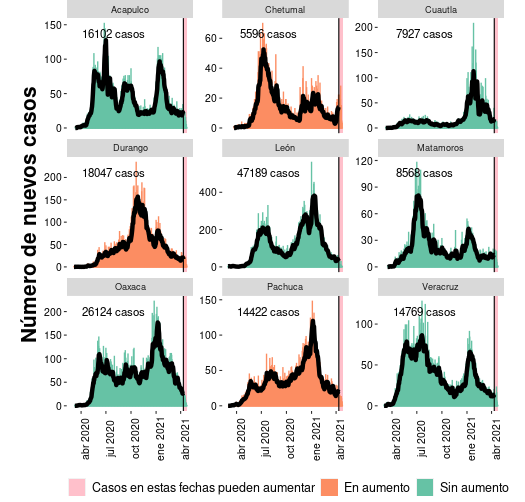 Acapulco
Chetumal
Cuautla
16102 casos
5596 casos
7927 casos
150
100
50
0
60
40
20
0
200
150
100
50
0
Durango
León
Matamoros
18047 casos
47189 casos
8568 casos
200
150
100
50
0
400
200
0
120
90
60
30
0
Oaxaca
Pachuca
Veracruz
26124 casos
14422 casos
14769 casos
200
150
100
50
0
150
100
50
0
100
50
0
abr 2020
jul 2020
oct 2020
ene 2021
abr 2021
abr 2020
jul 2020
oct 2020
ene 2021
abr 2021
abr 2020
jul 2020
oct 2020
ene 2021
abr 2021
Número de nuevos casos
Casos en estas fechas pueden aumentar
En aumento
Sin aumento